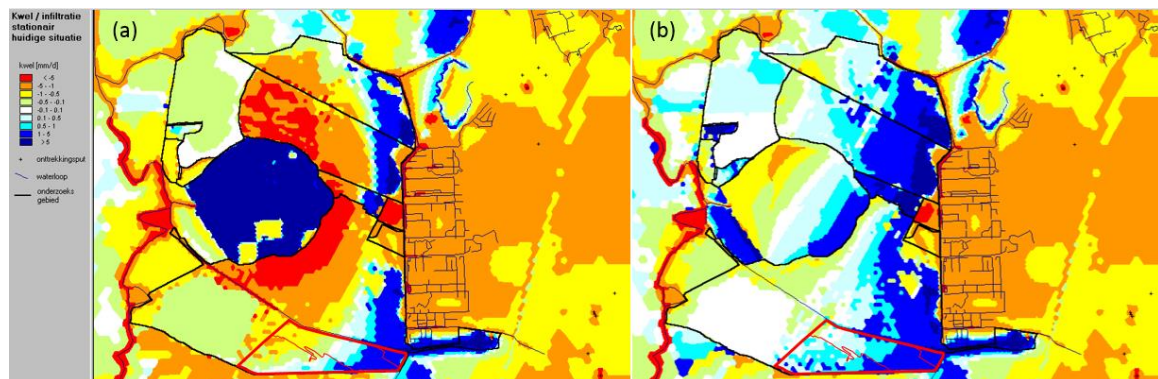 Kwel / infiltratie
stationair
huidige situatie
kwel [mm/d]
< -5
-5 - -1
-1 - -0.5
-0.5 - -0.1
-0.1 - 0.1
0.1 - 0.5
0.5 - 1
1 - 5
> 5
onttrekkingsput
waterloop
onderzoeks
gebied
(a)
(b)